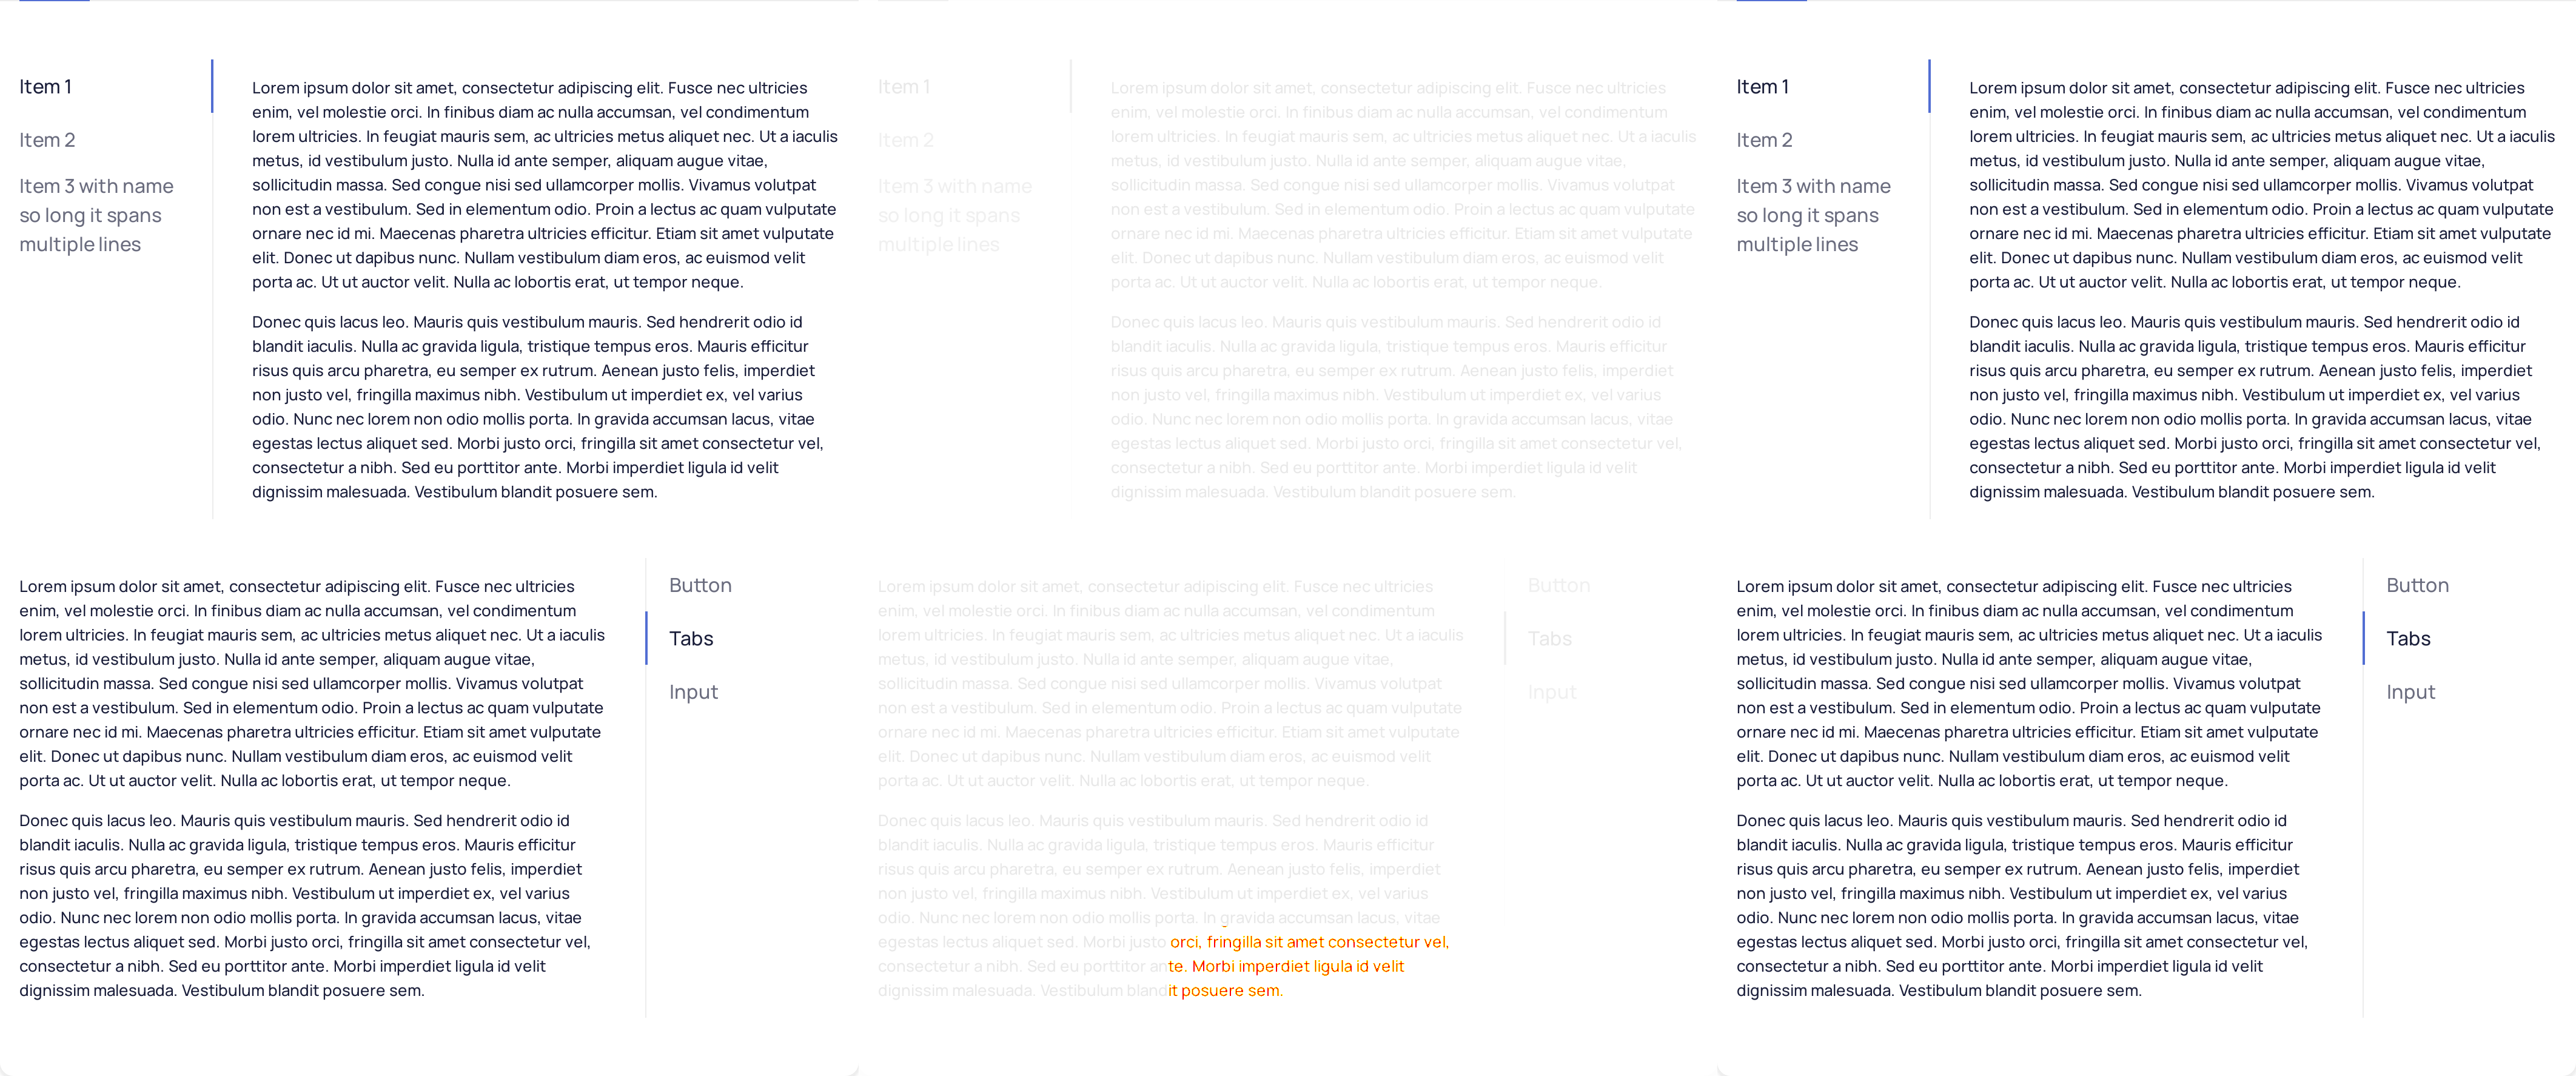 Item 1
Item 2
Item 3 with name
so long it spans
multiple lines
Lorem ipsum dolor sit amet, consectetur adipiscing elit. Fusce nec ultricies
enim, vel molestie orci. In finibus diam ac nulla accumsan, vel condimentum
lorem ultricies. In feugiat mauris sem, ac ultricies metus aliquet nec. Ut a iaculis
metus, id vestibulum justo. Nulla id ante semper, aliquam augue vitae,
sollicitudin massa. Sed congue nisi sed ullamcorper mollis. Vivamus volutpat
non est a vestibulum. Sed in elementum odio. Proin a lectus ac quam vulputate
ornare nec id mi. Maecenas pharetra ultricies efficitur. Etiam sit amet vulputate
elit. Donec ut dapibus nunc. Nullam vestibulum diam eros, ac euismod velit
porta ac. Ut ut auctor velit. Nulla ac lobortis erat, ut tempor neque.
Donec quis lacus leo. Mauris quis vestibulum mauris. Sed hendrerit odio id
blandit iaculis. Nulla ac gravida ligula, tristique tempus eros. Mauris efficitur
risus quis arcu pharetra, eu semper ex rutrum. Aenean justo felis, imperdiet
non justo vel, fringilla maximus nibh. Vestibulum ut imperdiet ex, vel varius
odio. Nunc nec lorem non odio mollis porta. In gravida accumsan lacus, vitae
egestas lectus aliquet sed. Morbi justo orci, fringilla sit amet consectetur vel,
consectetur a nibh. Sed eu porttitor ante. Morbi imperdiet ligula id velit
dignissim malesuada. Vestibulum blandit posuere sem.
Lorem ipsum dolor sit amet, consectetur adipiscing elit. Fusce nec ultricies
enim, vel molestie orci. In finibus diam ac nulla accumsan, vel condimentum
lorem ultricies. In feugiat mauris sem, ac ultricies metus aliquet nec. Ut a iaculis
metus, id vestibulum justo. Nulla id ante semper, aliquam augue vitae,
sollicitudin massa. Sed congue nisi sed ullamcorper mollis. Vivamus volutpat
non est a vestibulum. Sed in elementum odio. Proin a lectus ac quam vulputate
ornare nec id mi. Maecenas pharetra ultricies efficitur. Etiam sit amet vulputate
elit. Donec ut dapibus nunc. Nullam vestibulum diam eros, ac euismod velit
porta ac. Ut ut auctor velit. Nulla ac lobortis erat, ut tempor neque.
Donec quis lacus leo. Mauris quis vestibulum mauris. Sed hendrerit odio id
blandit iaculis. Nulla ac gravida ligula, tristique tempus eros. Mauris efficitur
risus quis arcu pharetra, eu semper ex rutrum. Aenean justo felis, imperdiet
non justo vel, fringilla maximus nibh. Vestibulum ut imperdiet ex, vel varius
odio. Nunc nec lorem non odio mollis porta. In gravida accumsan lacus, vitae
egestas lectus aliquet sed. Morbi justo orci, fringilla sit amet consectetur vel,
consectetur a nibh. Sed eu porttitor ante. Morbi imperdiet ligula id velit
dignissim malesuada. Vestibulum blandit posuere sem.
Button
Tabs
Input
Item 1
Item 2
Item 3 with name
so long it spans
multiple lines
Lorem ipsum dolor sit amet, consectetur adipiscing elit. Fusce nec ultricies
enim, vel molestie orci. In finibus diam ac nulla accumsan, vel condimentum
lorem ultricies. In feugiat mauris sem, ac ultricies metus aliquet nec. Ut a iaculis
metus, id vestibulum justo. Nulla id ante semper, aliquam augue vitae,
sollicitudin massa. Sed congue nisi sed ullamcorper mollis. Vivamus volutpat
non est a vestibulum. Sed in elementum odio. Proin a lectus ac quam vulputate
ornare nec id mi. Maecenas pharetra ultricies efficitur. Etiam sit amet vulputate
elit. Donec ut dapibus nunc. Nullam vestibulum diam eros, ac euismod velit
porta ac. Ut ut auctor velit. Nulla ac lobortis erat, ut tempor neque.
Donec quis lacus leo. Mauris quis vestibulum mauris. Sed hendrerit odio id
blandit iaculis. Nulla ac gravida ligula, tristique tempus eros. Mauris efficitur
risus quis arcu pharetra, eu semper ex rutrum. Aenean justo felis, imperdiet
non justo vel, fringilla maximus nibh. Vestibulum ut imperdiet ex, vel varius
odio. Nunc nec lorem non odio mollis porta. In gravida accumsan lacus, vitae
egestas lectus aliquet sed. Morbi justo orci, fringilla sit amet consectetur vel,
consectetur a nibh. Sed eu porttitor ante. Morbi imperdiet ligula id velit
dignissim malesuada. Vestibulum blandit posuere sem.
Lorem ipsum dolor sit amet, consectetur adipiscing elit. Fusce nec ultricies
enim, vel molestie orci. In finibus diam ac nulla accumsan, vel condimentum
lorem ultricies. In feugiat mauris sem, ac ultricies metus aliquet nec. Ut a iaculis
metus, id vestibulum justo. Nulla id ante semper, aliquam augue vitae,
sollicitudin massa. Sed congue nisi sed ullamcorper mollis. Vivamus volutpat
non est a vestibulum. Sed in elementum odio. Proin a lectus ac quam vulputate
ornare nec id mi. Maecenas pharetra ultricies efficitur. Etiam sit amet vulputate
elit. Donec ut dapibus nunc. Nullam vestibulum diam eros, ac euismod velit
porta ac. Ut ut auctor velit. Nulla ac lobortis erat, ut tempor neque.
Donec quis lacus leo. Mauris quis vestibulum mauris. Sed hendrerit odio id
blandit iaculis. Nulla ac gravida ligula, tristique tempus eros. Mauris efficitur
risus quis arcu pharetra, eu semper ex rutrum. Aenean justo felis, imperdiet
non justo vel, fringilla maximus nibh. Vestibulum ut imperdiet ex, vel varius
odio. Nunc nec lorem non odio mollis porta. In gravida accumsan lacus, vitae
egestas lectus aliquet sed. Morbi justo orci, fringilla sit amet consectetur vel,
consectetur a nibh. Sed eu porttitor ante. Morbi imperdiet ligula id velit
dignissim malesuada. Vestibulum blandit posuere sem.
Button
Tabs
Input
Item 1
Item 2
Item 3 with name
so long it spans
multiple lines
Lorem ipsum dolor sit amet, consectetur adipiscing elit. Fusce nec ultricies
enim, vel molestie orci. In finibus diam ac nulla accumsan, vel condimentum
lorem ultricies. In feugiat mauris sem, ac ultricies metus aliquet nec. Ut a iaculis
metus, id vestibulum justo. Nulla id ante semper, aliquam augue vitae,
sollicitudin massa. Sed congue nisi sed ullamcorper mollis. Vivamus volutpat
non est a vestibulum. Sed in elementum odio. Proin a lectus ac quam vulputate
ornare nec id mi. Maecenas pharetra ultricies efficitur. Etiam sit amet vulputate
elit. Donec ut dapibus nunc. Nullam vestibulum diam eros, ac euismod velit
porta ac. Ut ut auctor velit. Nulla ac lobortis erat, ut tempor neque.
Donec quis lacus leo. Mauris quis vestibulum mauris. Sed hendrerit odio id
blandit iaculis. Nulla ac gravida ligula, tristique tempus eros. Mauris efficitur
risus quis arcu pharetra, eu semper ex rutrum. Aenean justo felis, imperdiet
non justo vel, fringilla maximus nibh. Vestibulum ut imperdiet ex, vel varius
odio. Nunc nec lorem non odio mollis porta. In gravida accumsan lacus, vitae
egestas lectus aliquet sed. Morbi justo orci, fringilla sit amet consectetur vel,
consectetur a nibh. Sed eu porttitor ante. Morbi imperdiet ligula id velit
dignissim malesuada. Vestibulum blandit posuere sem.
Lorem ipsum dolor sit amet, consectetur adipiscing elit. Fusce nec ultricies
enim, vel molestie orci. In finibus diam ac nulla accumsan, vel condimentum
lorem ultricies. In feugiat mauris sem, ac ultricies metus aliquet nec. Ut a iaculis
metus, id vestibulum justo. Nulla id ante semper, aliquam augue vitae,
sollicitudin massa. Sed congue nisi sed ullamcorper mollis. Vivamus volutpat
non est a vestibulum. Sed in elementum odio. Proin a lectus ac quam vulputate
ornare nec id mi. Maecenas pharetra ultricies efficitur. Etiam sit amet vulputate
elit. Donec ut dapibus nunc. Nullam vestibulum diam eros, ac euismod velit
porta ac. Ut ut auctor velit. Nulla ac lobortis erat, ut tempor neque.
Donec quis lacus leo. Mauris quis vestibulum mauris. Sed hendrerit odio id
blandit iaculis. Nulla ac gravida ligula, tristique tempus eros. Mauris efficitur
risus quis arcu pharetra, eu semper ex rutrum. Aenean justo felis, imperdiet
non justo vel, fringilla maximus nibh. Vestibulum ut imperdiet ex, vel varius
odio. Nunc nec lorem non odio mollis porta. In gravida accumsan lacus, vitae
egestas lectus aliquet sed. Morbi justo orci, fringilla sit amet consectetur vel,
consectetur a nibh. Sed eu porttitor ante. Morbi imperdiet ligula id velit
dignissim malesuada. Vestibulum blandit posuere sem.
Button
Tabs
Input